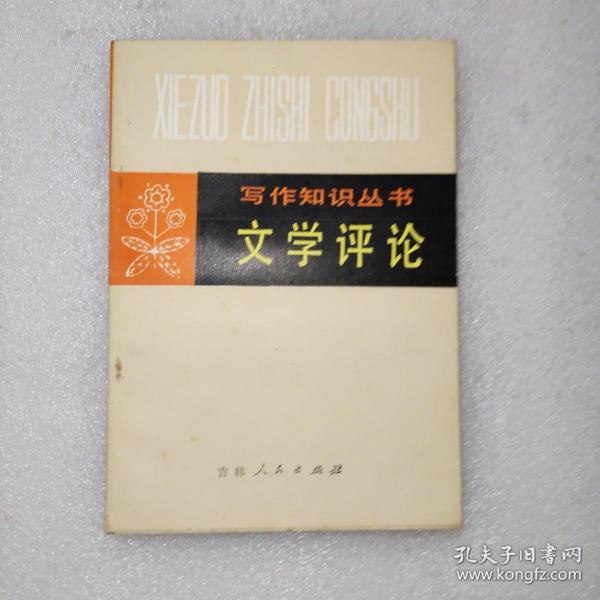 XIEZUO ZHISHI CONGSHU
写作知识丛书
文学评论
吉林人民出版社
孔夫子旧书网
www.kongfz.com